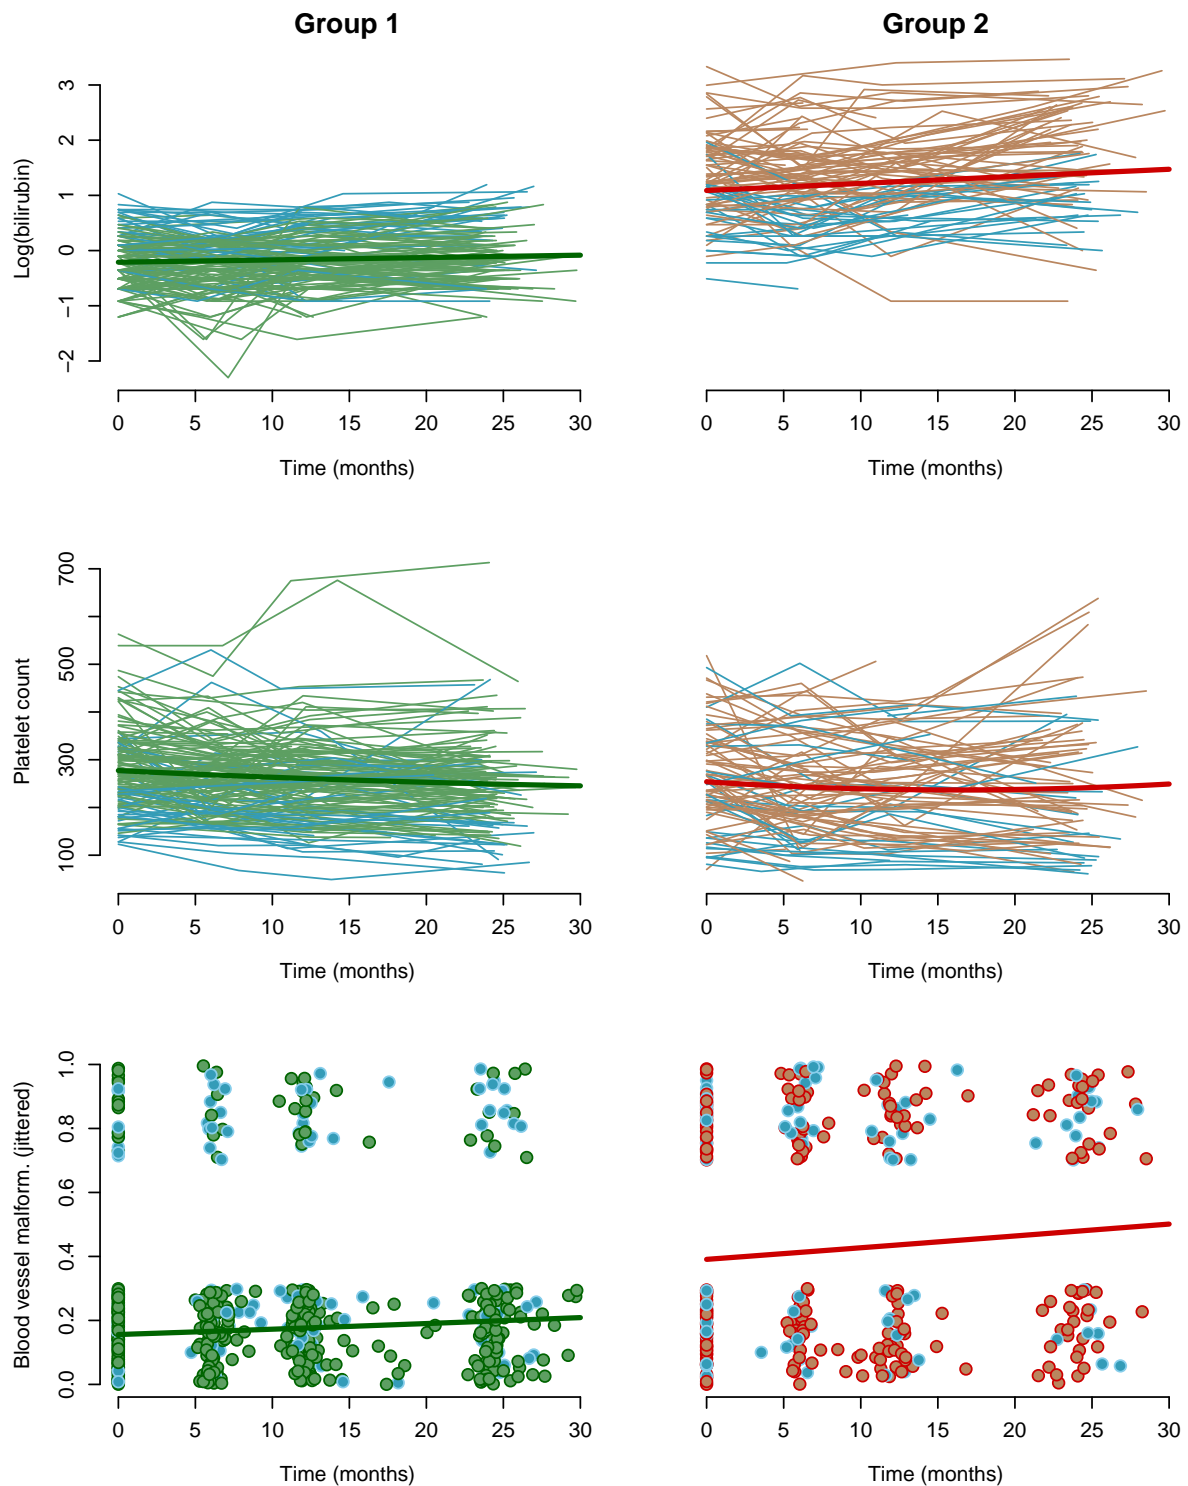 Group 1
Group 2
Log(bilirubin)
3
2
1
0
−1
−2
0 5 10 15 20 25 30
Time (months)
0 5 10 15 20 25 30
Time (months)
Platelet count
700
500
300
100
0 5 10 15 20 25 30
Time (months)
0 5 10 15 20 25 30
Time (months)
Blood vessel malform. (jittered)
1.0
0.8
0.6
0.4
0.2
0.0
0 5 10 15 20 25 30
Time (months)
0 5 10 15 20 25 30
Time (months)